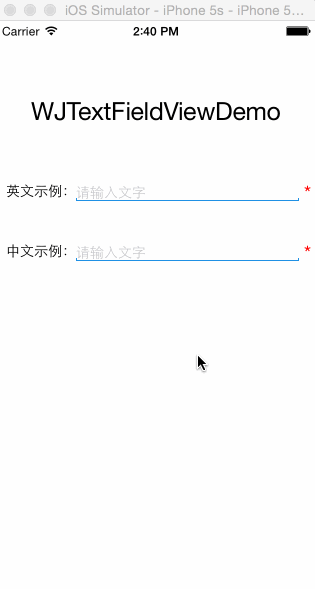 iOS Simulator - iPhone 5s - iPhone 5...
Carrier 2:40 PM
WJTextFieldViewDemo
英文示例： 请输入文字 *
中文示例： 请输入文字 *